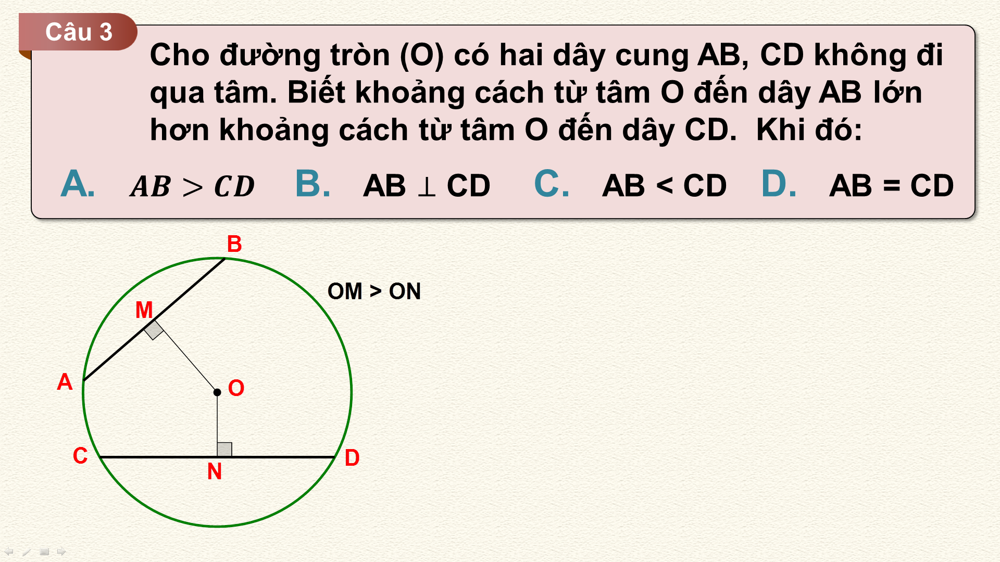 Câu 3
Cho đường tròn (O) có hai dây cung AB, CD không đi
qua tâm. Biết khoảng cách từ tâm O đến dây AB lớn
hơn khoảng cách từ tâm O đến dây CD. Khi đó:
A. AB > CD B. AB ⊥ CD C. AB < CD D. AB = CD
B
OM > ON
M
A
O
C
D
N